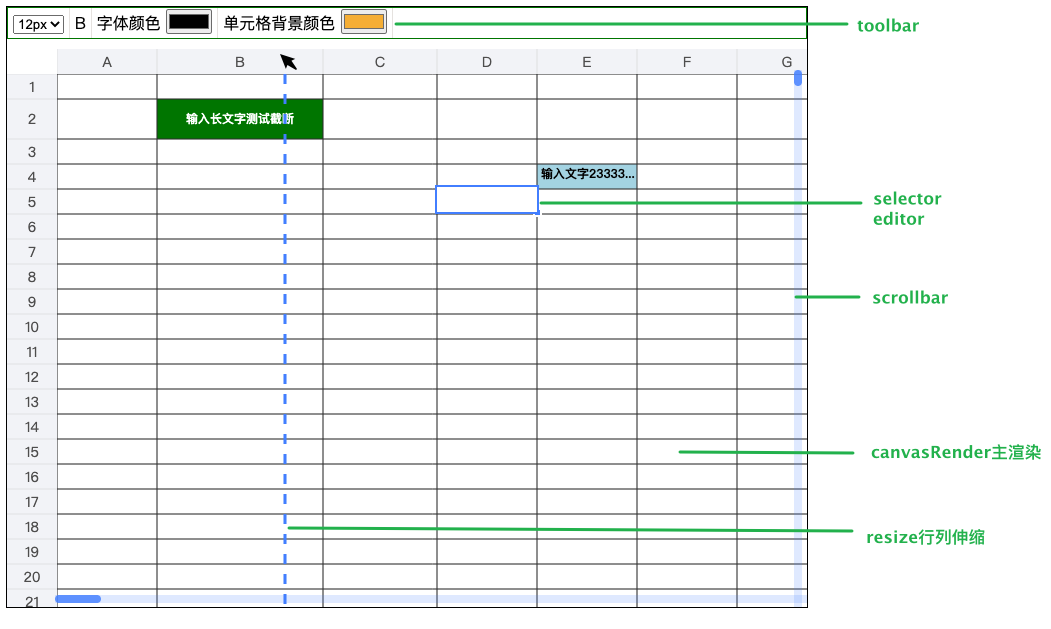 12px B 字体颜色 单元格背景颜色
toolbar
A B C D E F G
1
2 输入长文字测试截断
3
4 输入文字23333...
5
selector
editor
6
7
8
9
scrollbar
10
11
12
13
14
15
canvasRender主渲染
16
17
18
resize行列伸缩
19
20
21